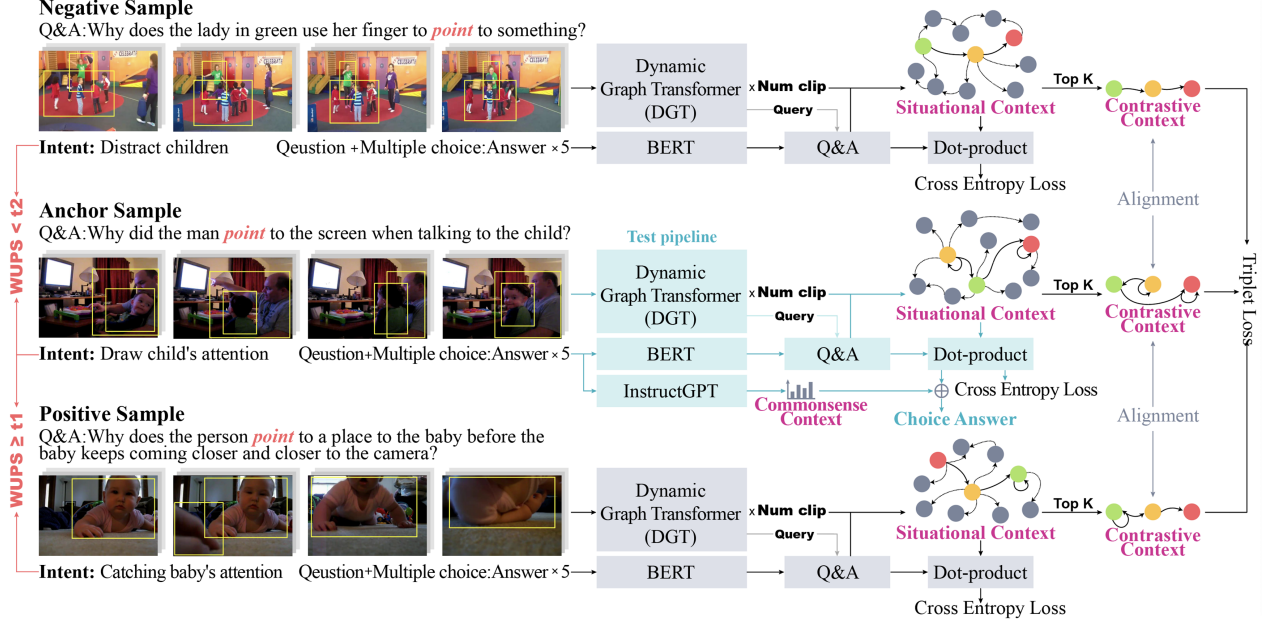 Negative Sample
Q&A:Why does the lady in green use her finger to point to something?
Intent: Distract children
Qeustion +Multiple choice:Answer ×5
Dynamic
Graph Transformer
(DGT)
BERT
×Num clip
Query
Q&A
Situational Context
Dot-product
Cross Entropy Loss
Top K
Contrastive
Context
WUPS < t2
Anchor Sample
Q&A:Why did the man point to the screen when talking to the child?
Intent: Draw child's attention
Qeustion+Multiple choice:Answer ×5
Test pipeline
Dynamic
Graph Transformer
(DGT)
BERT
InstructGPT
×Num clip
Query
Q&A
Commonsense
Context
Situational Context
Dot-product
Cross Entropy Loss
Choice Answer
Top K
Alignment
Contrastive
Context
Alignment
Triplet Loss
WUPS ≥ t1
Positive Sample
Q&A:Why does the person point to a place to the baby before the
baby keeps coming closer and closer to the camera?
Intent: Catching baby's attention
Qeustion+Multiple choice:Answer ×5
Dynamic
Graph Transformer
(DGT)
BERT
×Num clip
Query
Q&A
Situational Context
Dot-product
Cross Entropy Loss
Top K
Contrastive
Context